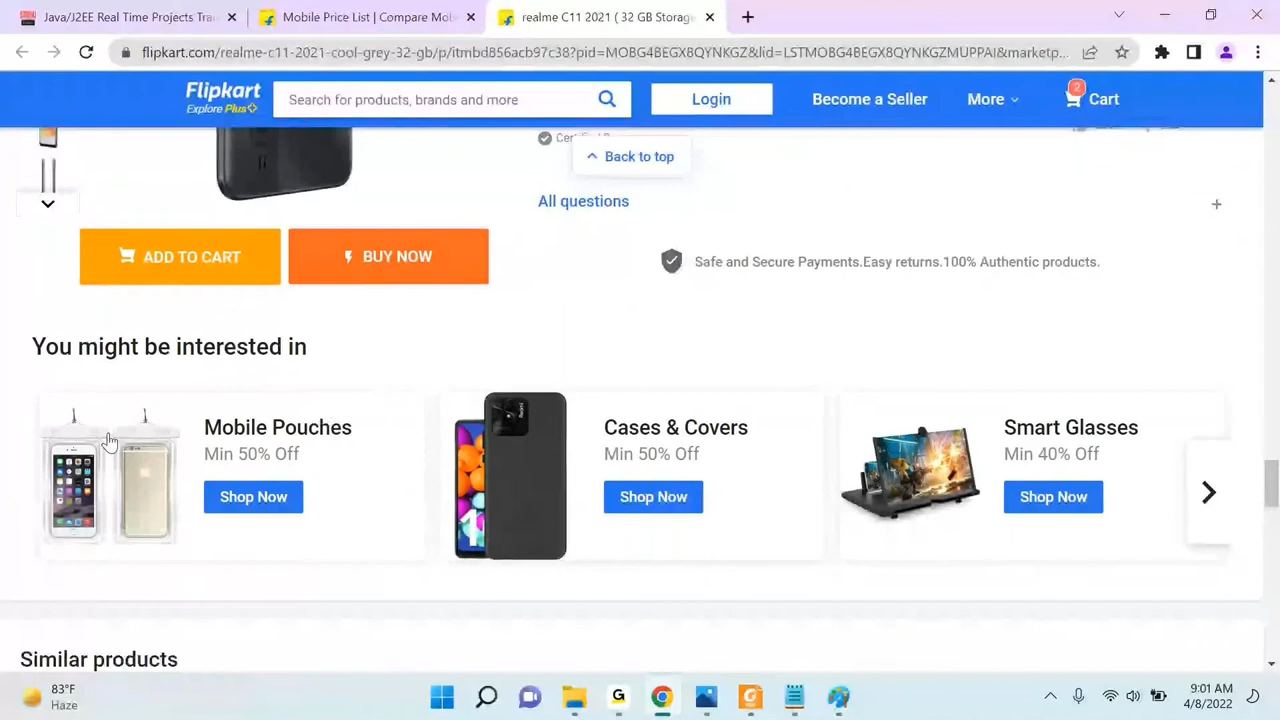 Java/J2EE Real Time Projects Trai
Mobile Price List | Compare Mo
realme C11 2021 ( 32 GB Storage
flipkart.com/realme-c11-2021-cool-grey-32-gb/p/itmbd856acb97c38?pid=MOBG4BEGX8QYNKGZ&lid=LSTMOBG4BEGX8QYNKGZMUPPAI&marketp...
Flipkart
Explore Plus
Search for products, brands and more
Login
Become a Seller
More
2
Cart
Back to top
All questions
ADD TO CART
BUY NOW
Safe and Secure Payments.Easy returns.100% Authentic products.
You might be interested in
Mobile Pouches
Min 50% Off
Shop Now
Cases & Covers
Min 50% Off
Shop Now
Smart Glasses
Min 40% Off
Shop Now
Similar products
83°F
Haze
9:01 AM
4/8/2022